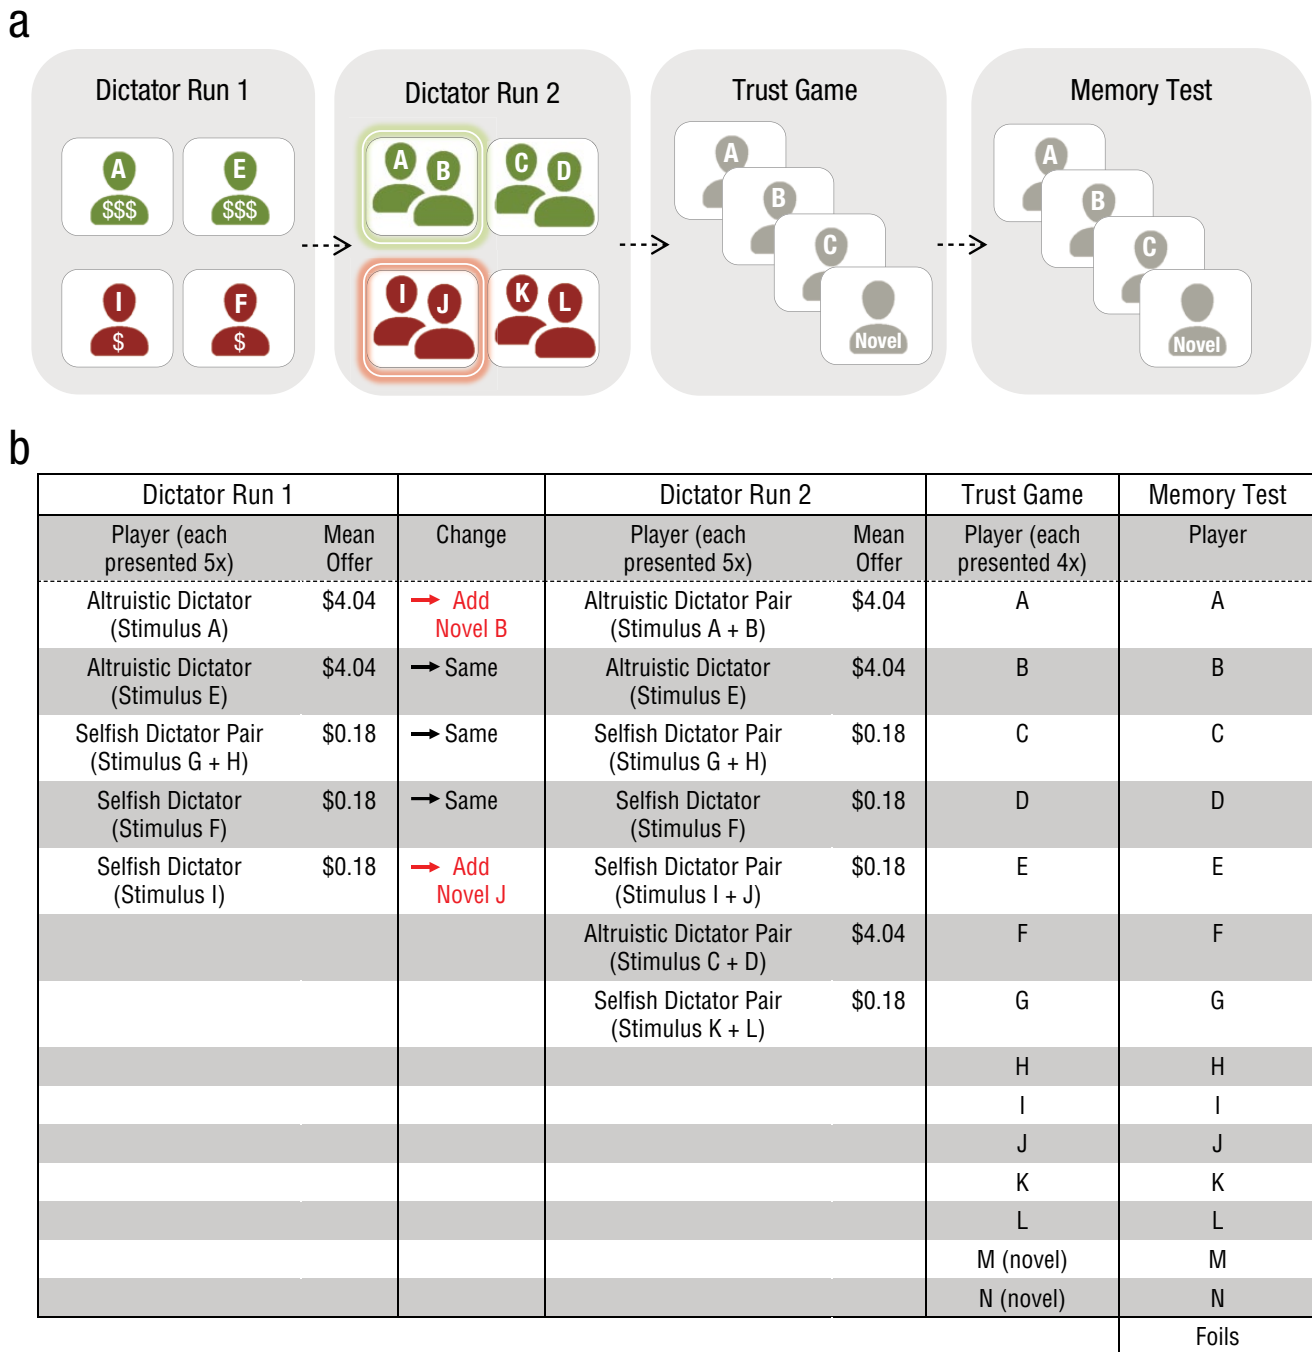 a
Dictator Run 1
Dictator Run 2
Trust Game
Memory Test
A
$$$
E
$$$
I
$
F
$
A B
C D
I J
K L
A
B
C
Novel
A
B
C
Novel
b
Dictator Run 1 Dictator Run 2 Trust Game Memory Test
Player (each Mean Change Player (each Mean Player (each Player
presented 5x) Offer presented 5x) Offer presented 4x)
Altruistic Dictator $4.04 → Add Altruistic Dictator Pair $4.04 A A
(Stimulus A) Novel B (Stimulus A + B)
Altruistic Dictator $4.04 → Same Altruistic Dictator $4.04 B B
(Stimulus E) (Stimulus E)
Selfish Dictator Pair $0.18 → Same Selfish Dictator Pair $0.18 C C
(Stimulus G + H) (Stimulus G + H)
Selfish Dictator $0.18 → Same Selfish Dictator $0.18 D D
(Stimulus F) (Stimulus F)
Selfish Dictator $0.18 → Add Selfish Dictator Pair $0.18 E E
(Stimulus I) Novel J (Stimulus I + J)
Altruistic Dictator Pair $4.04 F F
(Stimulus C + D)
Selfish Dictator Pair $0.18 G G
(Stimulus K + L)
H H
I I
J J
K K
L L
M (novel) M
N (novel) N
Foils